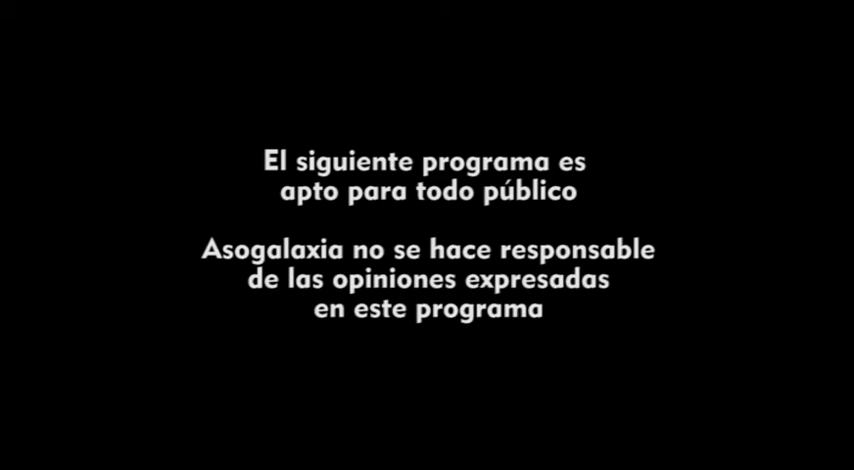 El siguiente programa es
apto para todo público
Asogalaxia no se hace responsable
de las opiniones expresadas
en este programa